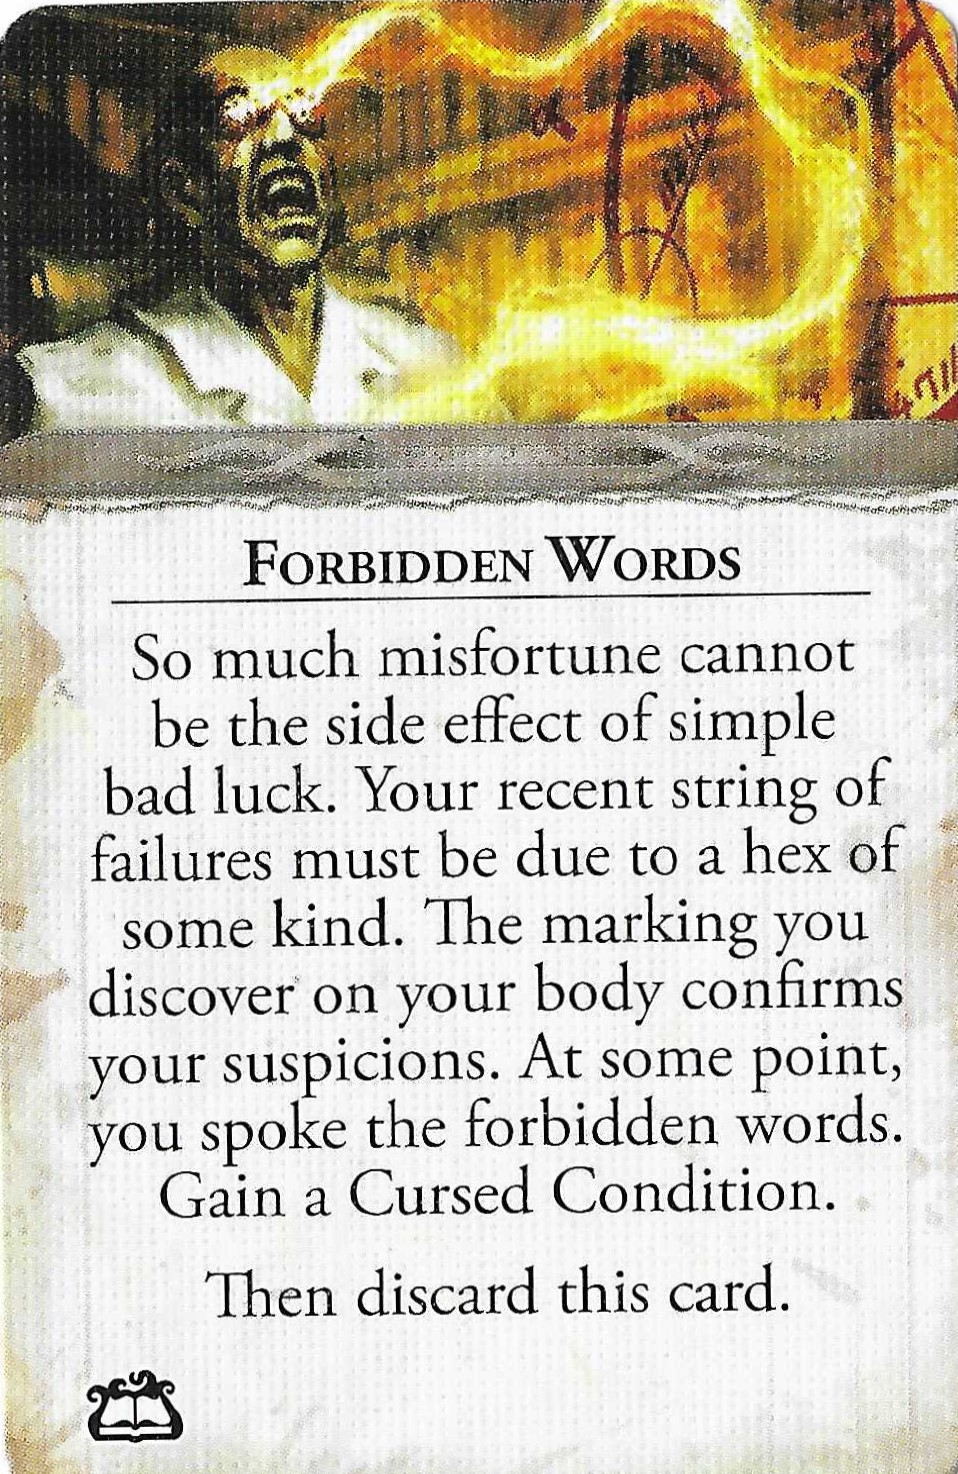 Forbidden Words
So much misfortune cannot
be the side effect of simple
bad luck. Your recent string of
failures must be due to a hex of
some kind. The marking you
discover on your body confirms
your suspicions. At some point,
you spoke the forbidden words.
Gain a Cursed Condition.
Then discard this card.